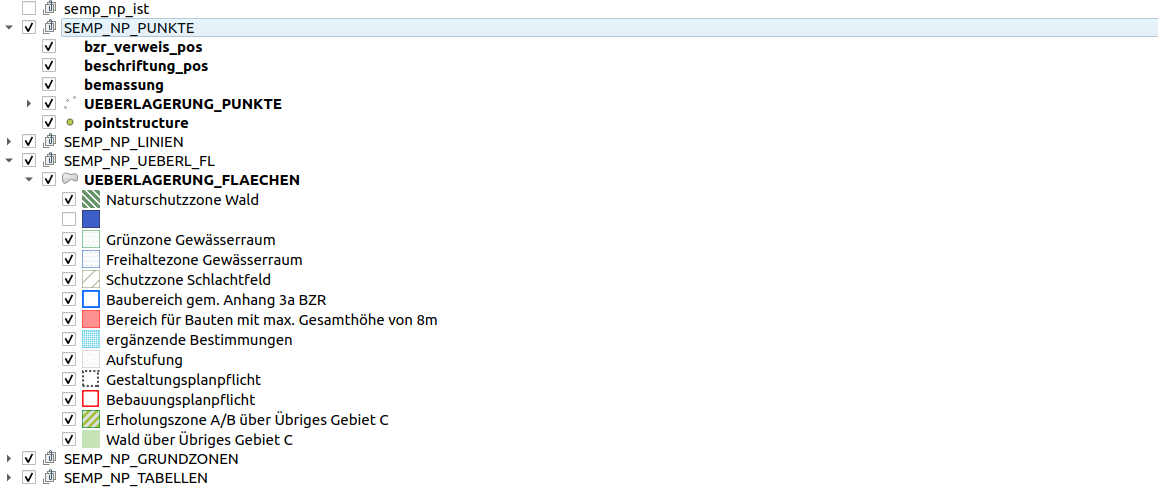 semp_np_ist
SEMP_NP_PUNKTE
bzr_verweis_pos
beschriftung_pos
bemassung
UEBERLAGERUNG_PUNKTE
pointstructure
SEMP_NP_LINIEN
SEMP_NP_UEBERL_FL
UEBERLAGERUNG_FLAECHEN
Naturschutzzone Wald
Grünzone Gewässerraum
Freihaltezone Gewässerraum
Schutzzone Schlachtfeld
Baubereich gem. Anhang 3a BZR
Bereich für Bauten mit max. Gesamthöhe von 8m
ergänzende Bestimmungen
Aufstufung
Gestaltungsplanpflicht
Bebauungsplanpflicht
Erholungszone A/B über Übriges Gebiet C
Wald über Übriges Gebiet C
SEMP_NP_GRUNDZONEN
SEMP_NP_TABELLEN